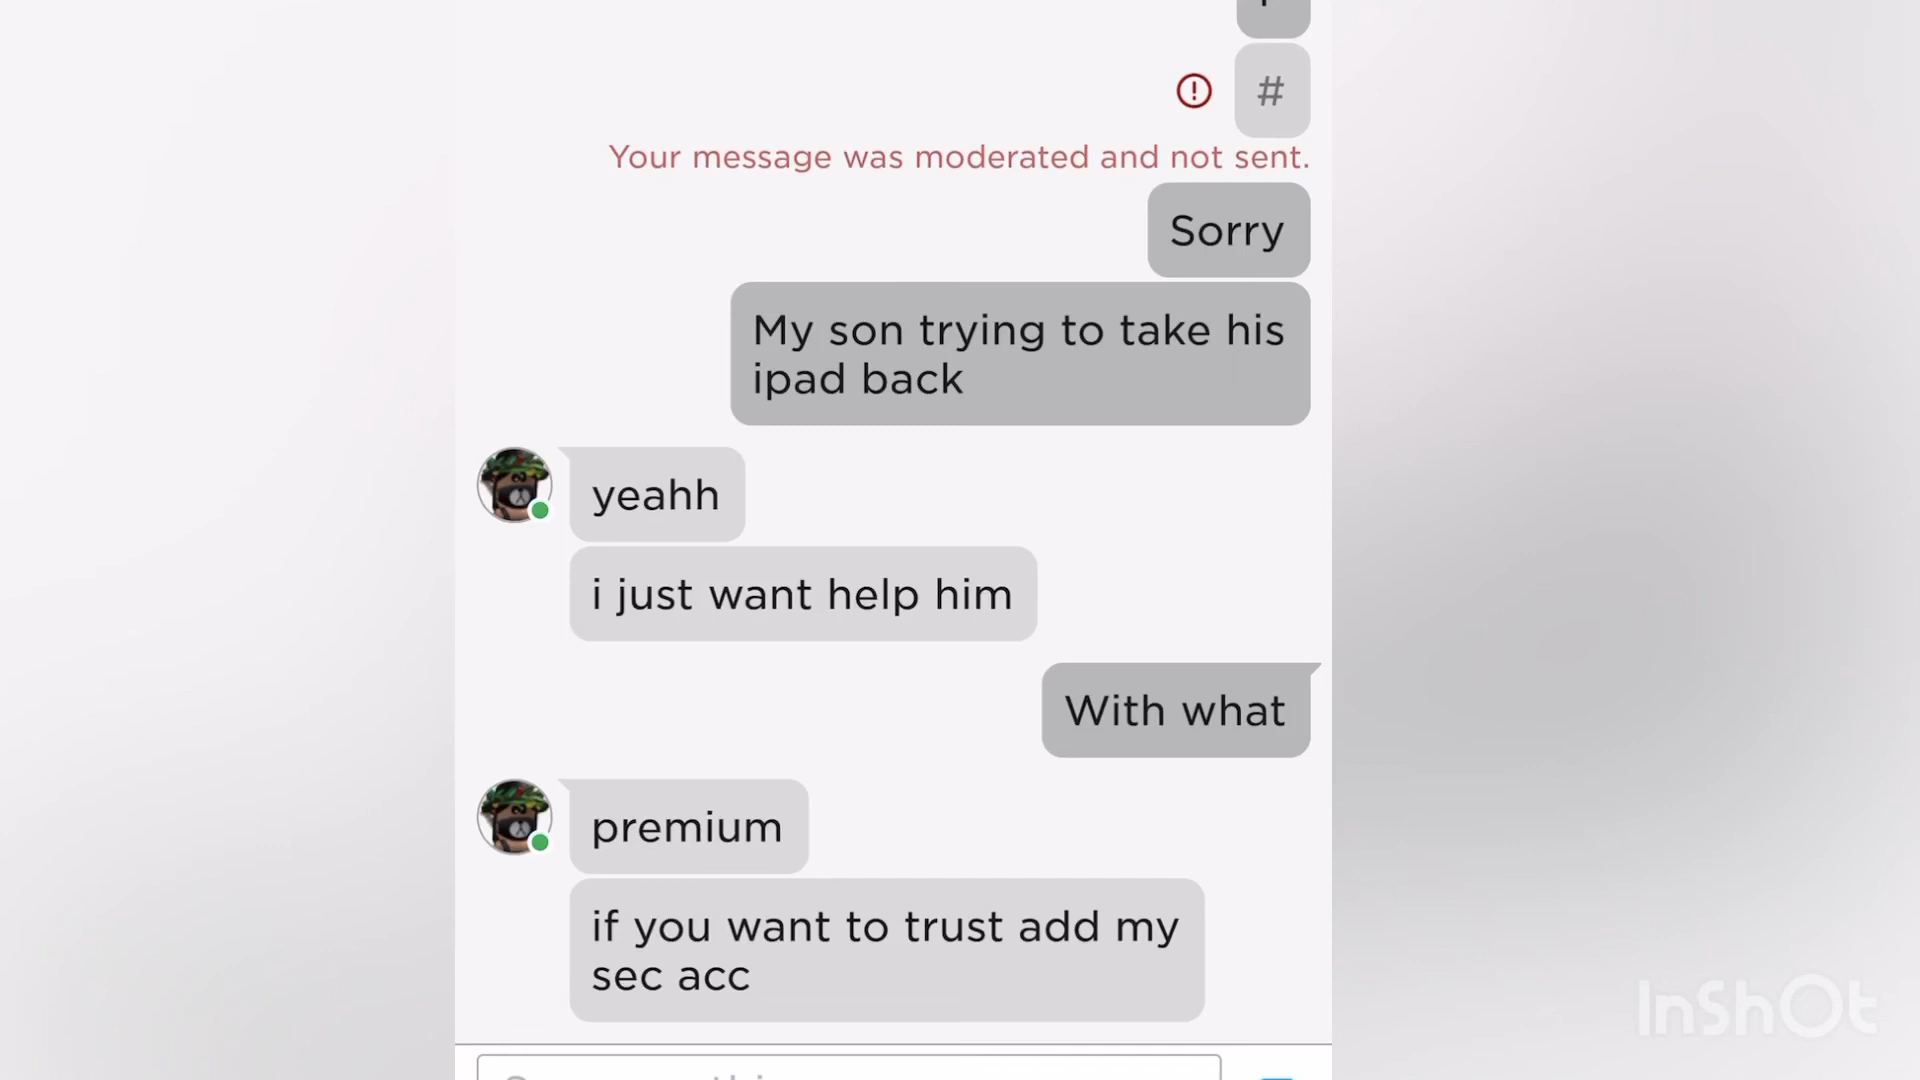 #
Your message was moderated and not sent.
Sorry
My son trying to take his
ipad back
yeahh
i just want help him
With what
premium
if you want to trust add my
sec acc
InShOt